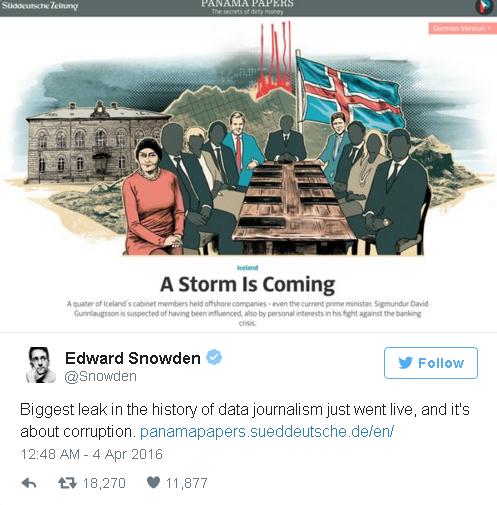 Süddeutsche Zeitung
PANAMA PAPERS
The secrets of dirty money
German Version >
Iceland
A Storm Is Coming
A quater of Iceland´s cabinet members held offshore companies - even the current prime minister. Sigmundur David
Gunnlaugsson is suspected of having been influenced, also by personal interests in his fight against the banking
crisis.
Edward Snowden
@Snowden
Follow
Biggest leak in the history of data journalism just went live, and it's
about corruption. panamapapers.sueddeutsche.de/en/
12:48 AM - 4 Apr 2016
18,270 11,877